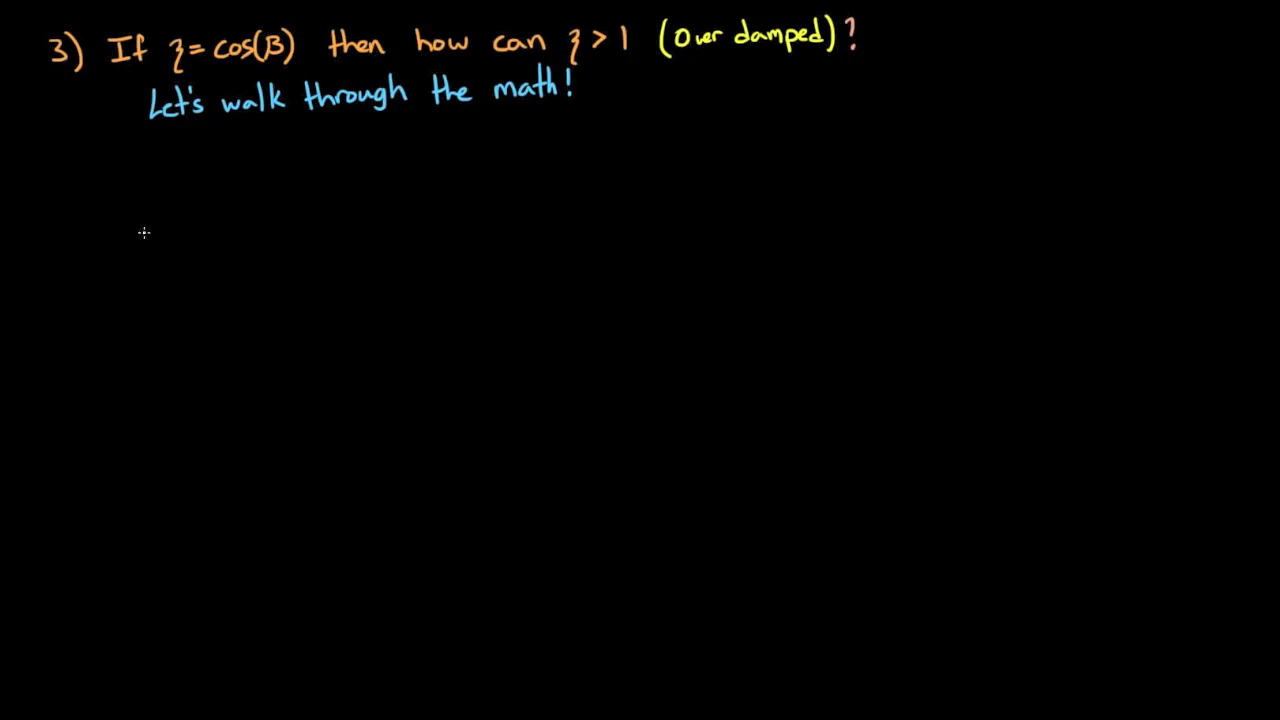 3) If ζ = cos(β) then how can ζ > 1 (Over damped)?
Let's walk through the math!